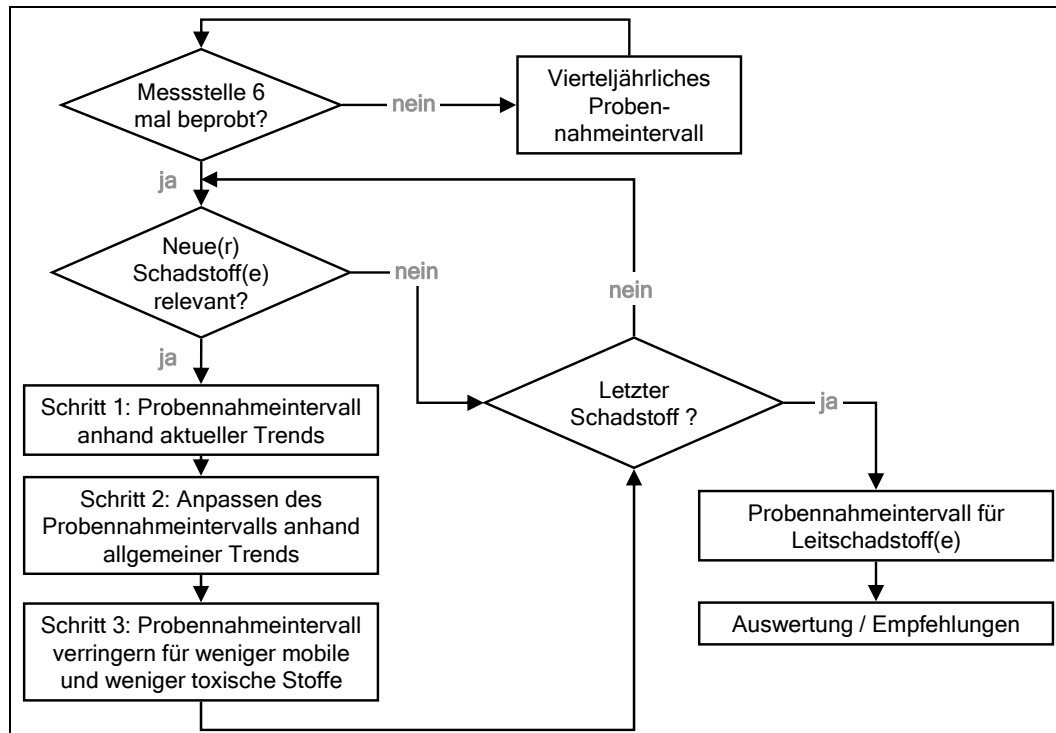 Messstelle 6
mal beprobt?
nein
Vierteljährliches
Proben-
nahmeintervall
ja
Neue(r)
Schadstoff(e)
relevant?
nein
nein
ja
Schritt 1: Probennahmeintervall
anhand aktueller Trends
Letzter
Schadstoff ?
ja
Schritt 2: Anpassen des
Probennahmeintervalls anhand
allgemeiner Trends
Probennahmeintervall für
Leitschadstoff(e)
Schritt 3: Probennahmeintervall
verringern für weniger mobile
und weniger toxische Stoffe
Auswertung / Empfehlungen